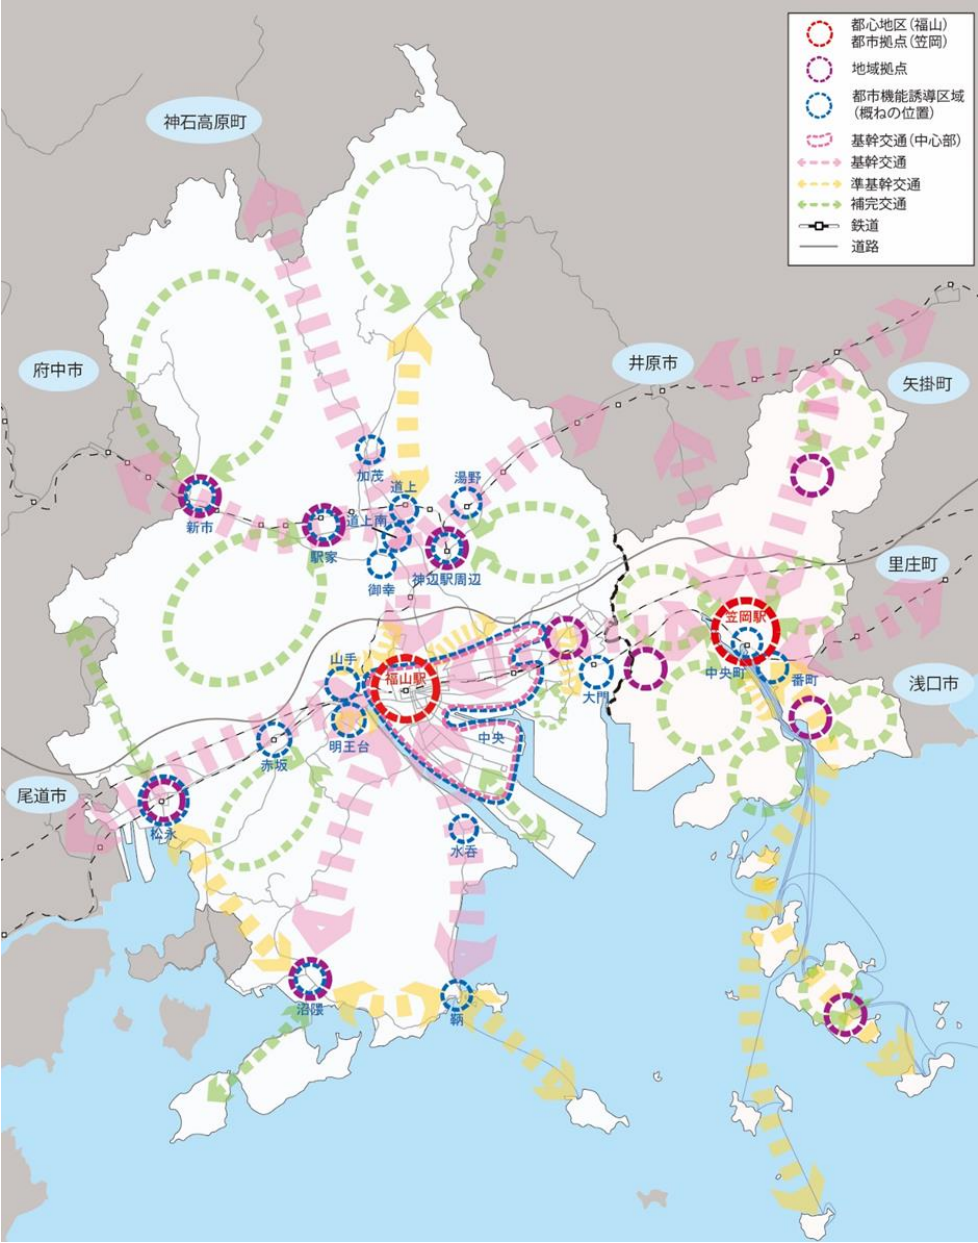 都心地区(福山)
都市拠点(笠岡)
地域拠点
都市機能誘導区域
(概ねの位置)
基幹交通(中心部)
基幹交通
準基幹交通
補完交通
鉄道
道路
神石高原町
府中市
井原市
矢掛町
加茂
道上
湯野
新市
駅家
道上南
御幸
神辺駅周辺
里庄町
笠岡駅
山手
福山駅
中央町
番町
浅口市
大門
中央
明王台
赤坂
尾道市
松永
水呑
沼隈
鞆